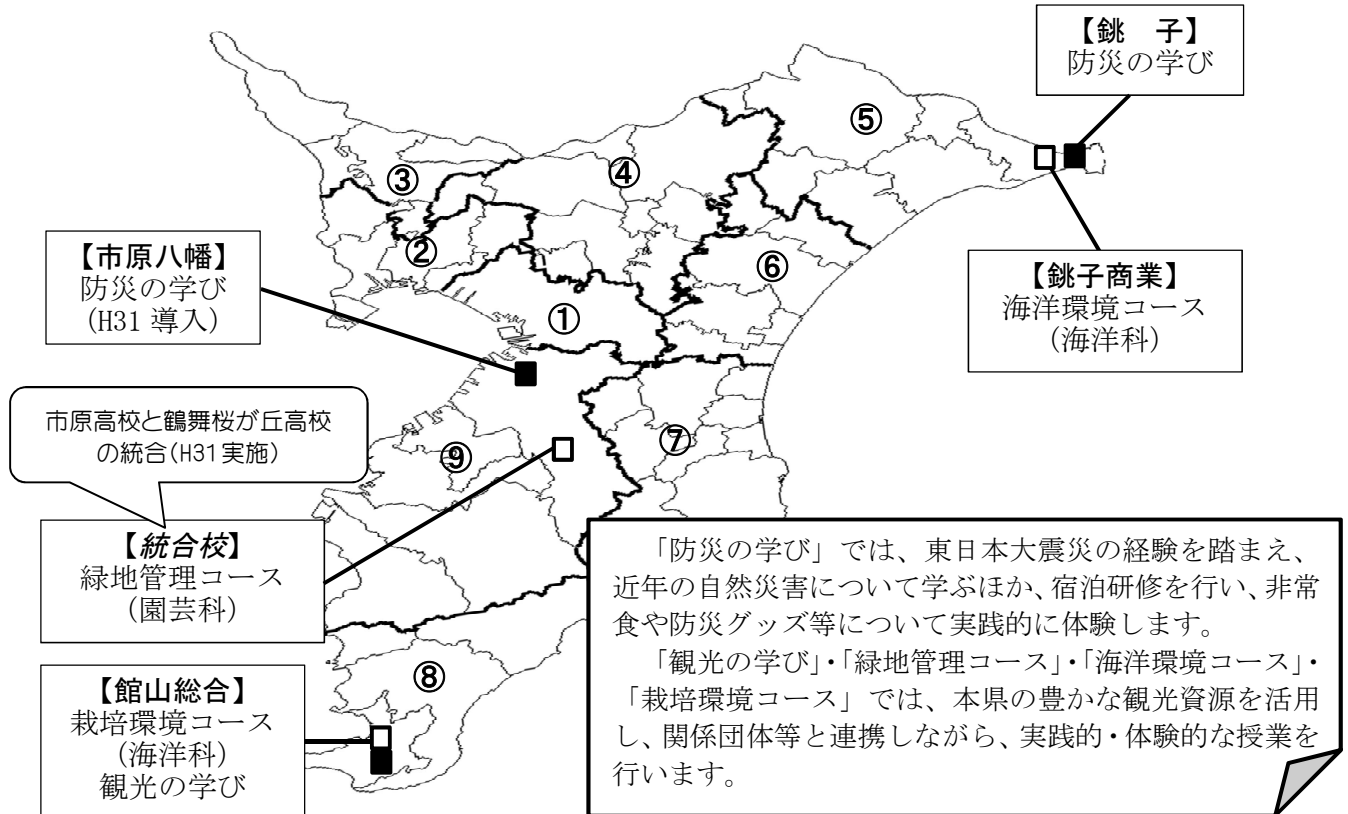 【銚　子】
防災の学び
⑤
④
③
②
⑥
【市原八幡】
防災の学び
(H31 導入)
【銚子商業】
海洋環境コース
(海洋科)
①
市原高校と鶴舞桜が丘高校
の統合(H31実施)
⑦
⑨
【統合校】
緑地管理コース
(園芸科)
「防災の学び」では、東日本大震災の経験を踏まえ、
近年の自然災害について学ぶほか、宿泊研修を行い、非常
食や防災グッズ等について実践的に体験します。
「観光の学び」・「緑地管理コース」・「海洋環境コース」・
「栽培環境コース」では、本県の豊かな観光資源を活用
し、関係団体等と連携しながら、実践的・体験的な授業を
行います。
⑧
【館山総合】
栽培環境コース
(海洋科)
観光の学び